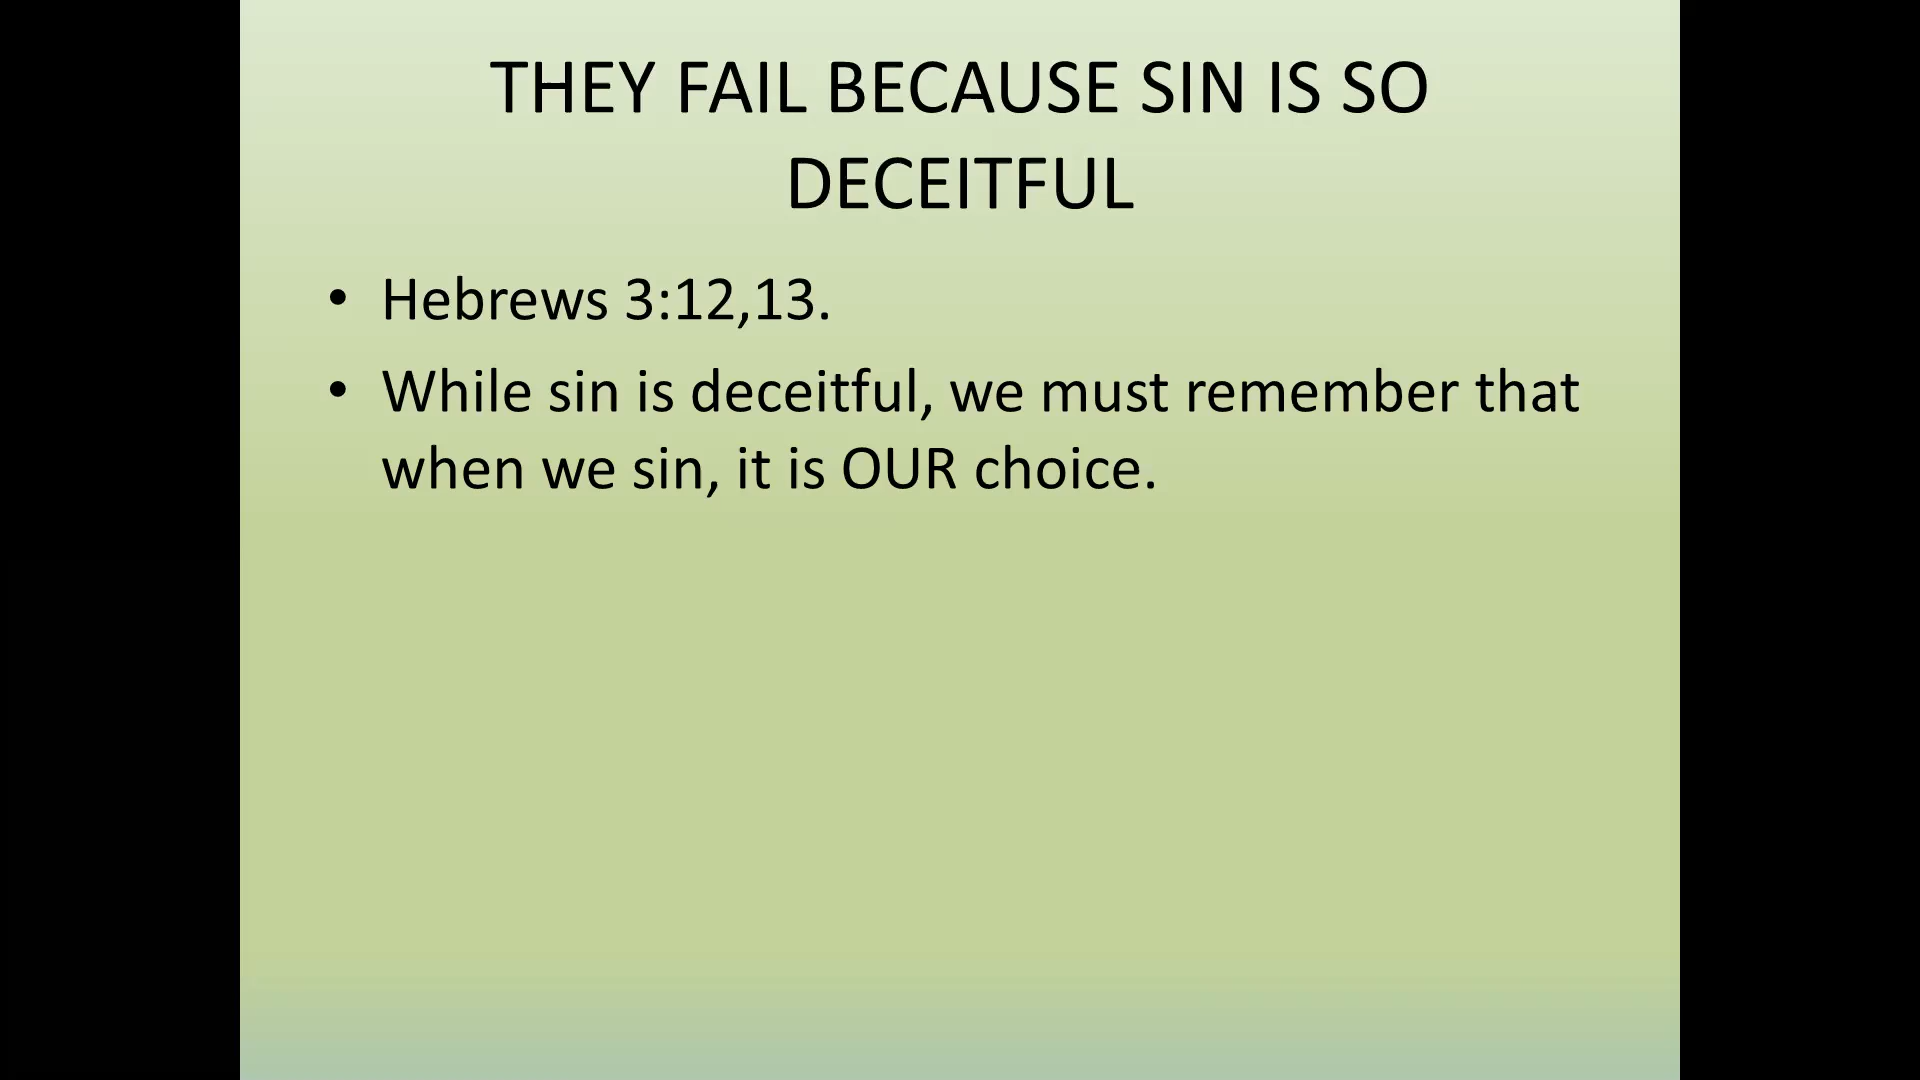 THEY FAIL BECAUSE SIN IS SO
DECEITFUL
• Hebrews 3:12,13.
• While sin is deceitful, we must remember that
when we sin, it is OUR choice.